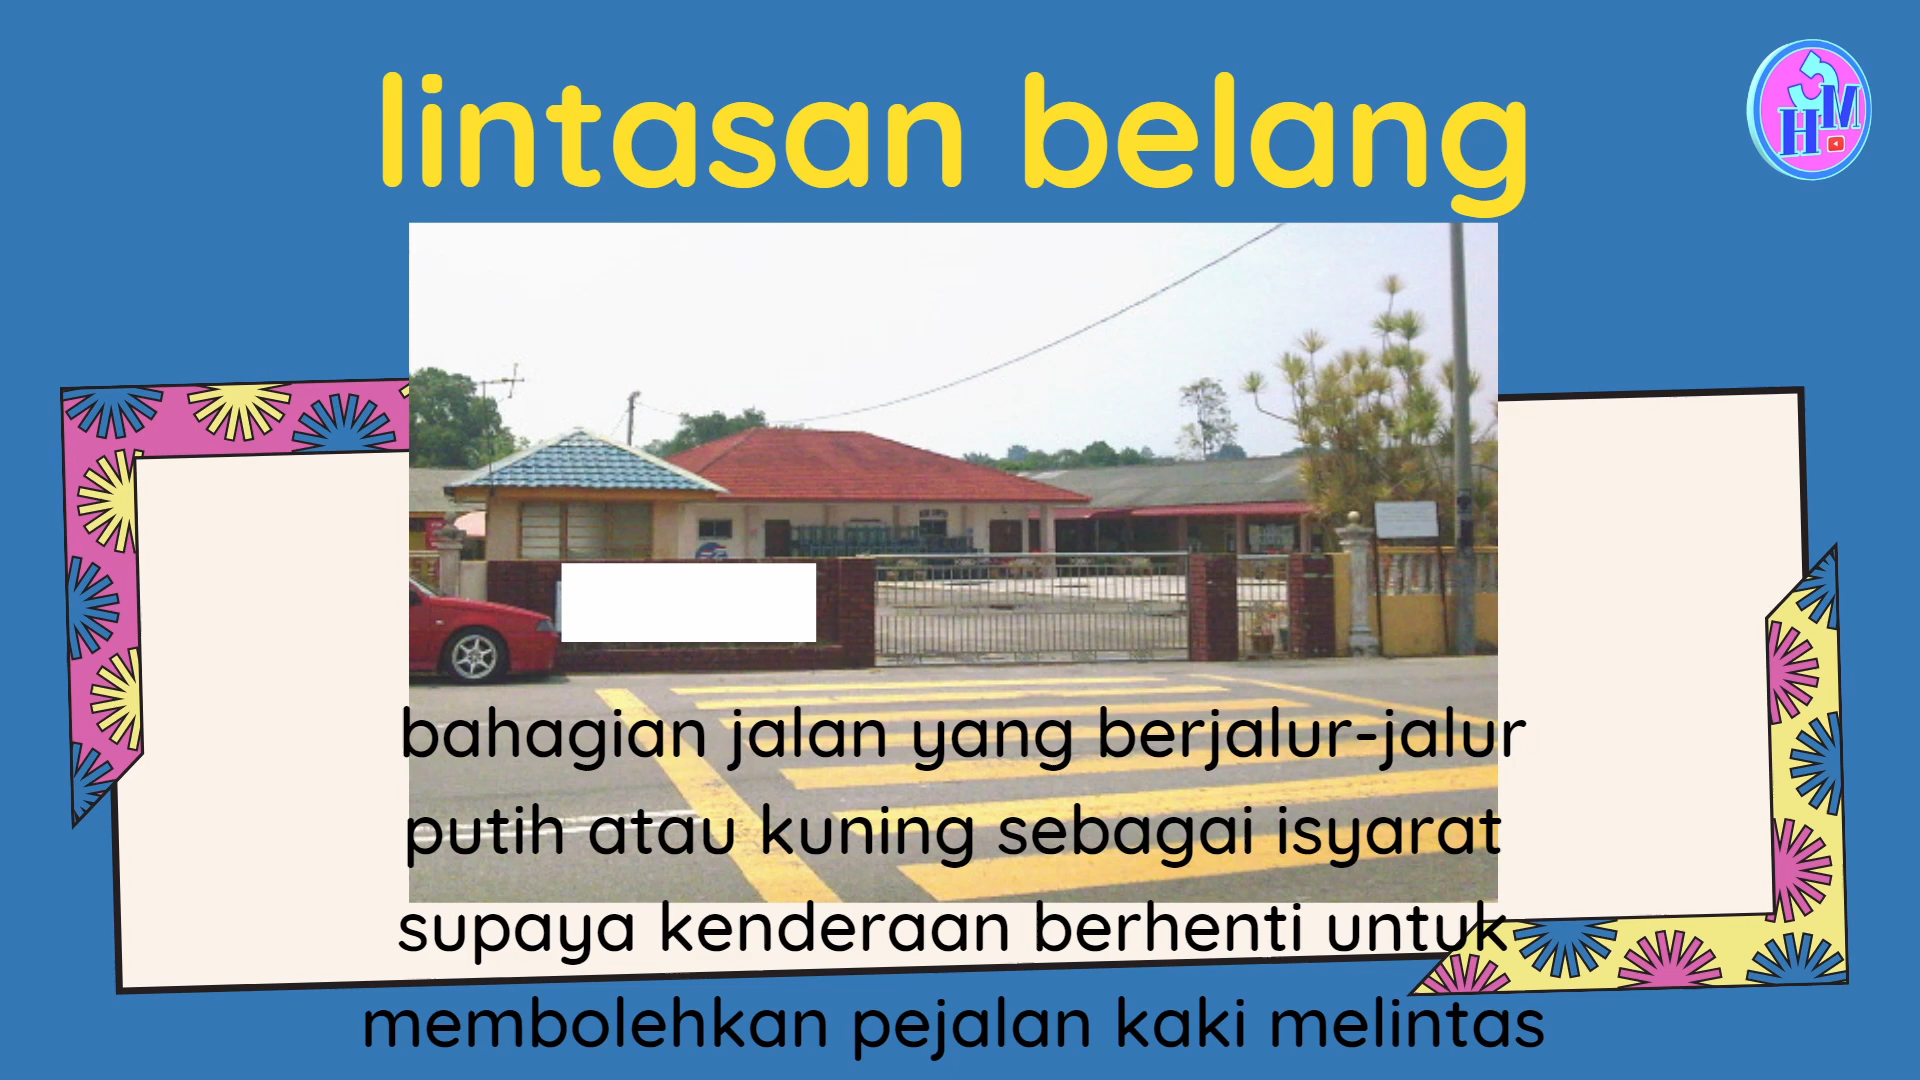 lintasan belang
HM
bahagian jalan yang berjalur-jalur
putih atau kuning sebagai isyarat
supaya kenderaan berhenti untuk
membolehkan pejalan kaki melintas